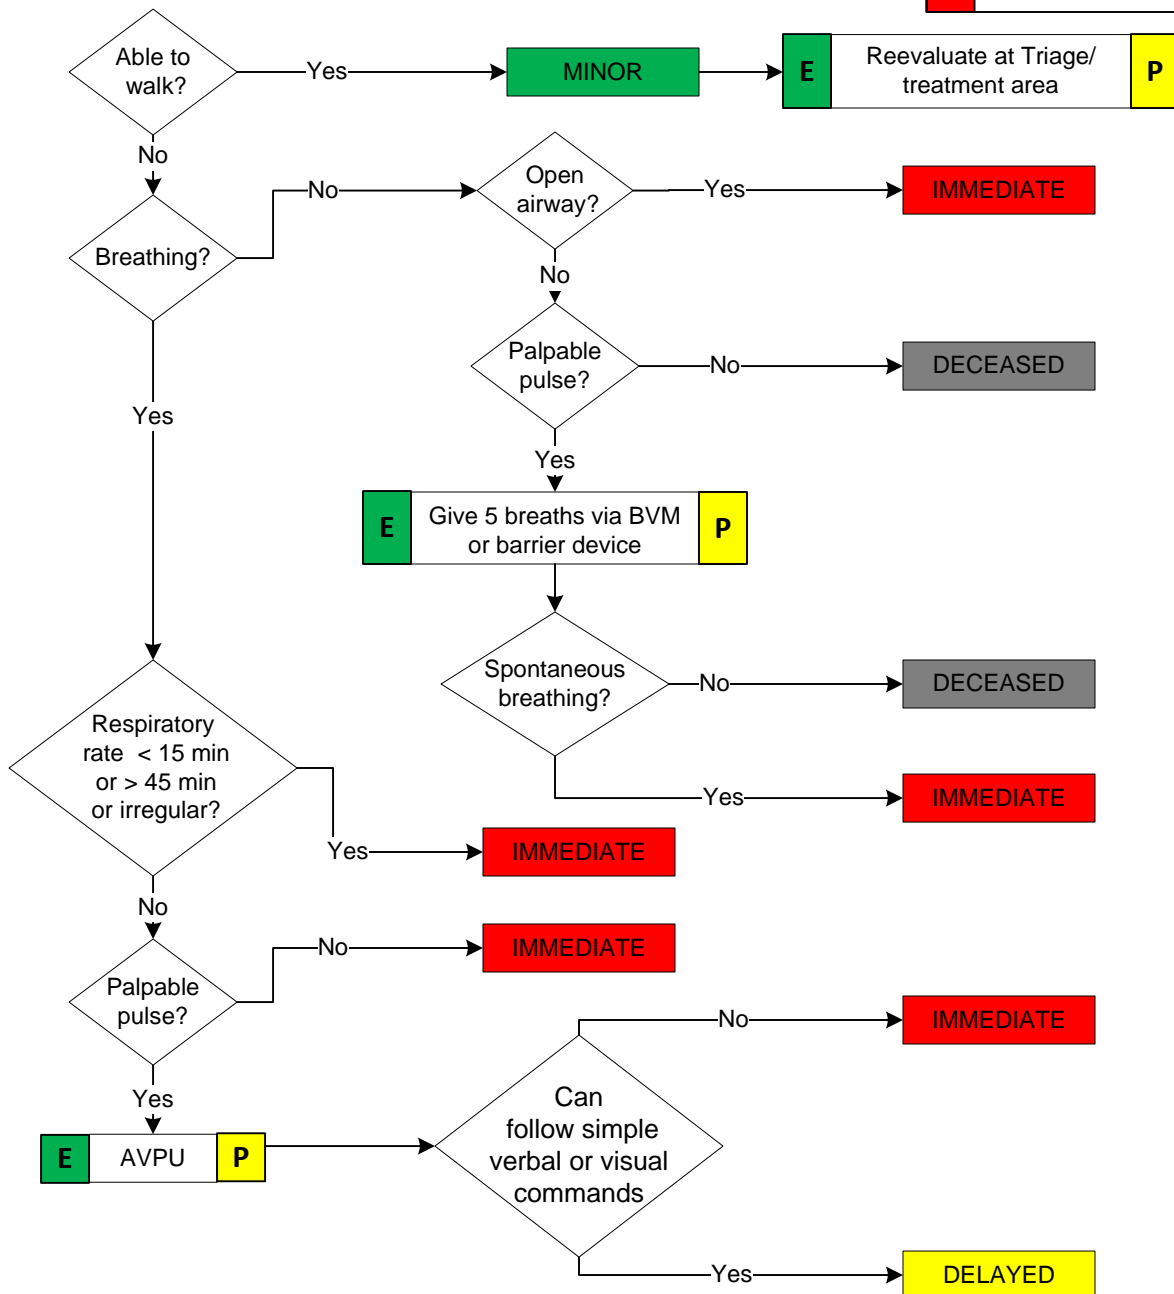 Able to
walk?
Yes
MINOR
E
Reevaluate at Triage/
treatment area
P
No
Breathing?
No
Open
airway?
Yes
IMMEDIATE
No
Palpable
pulse?
No
DECEASED
Yes
E
Give 5 breaths via BVM
or barrier device
P
Spontaneous
breathing?
No
DECEASED
Yes
IMMEDIATE
Yes
Respiratory
rate < 15 min
or > 45 min
or irregular?
Yes
IMMEDIATE
No
Palpable
pulse?
No
IMMEDIATE
Yes
E
AVPU
P
Can
follow simple
verbal or visual
commands
No
IMMEDIATE
Yes
DELAYED